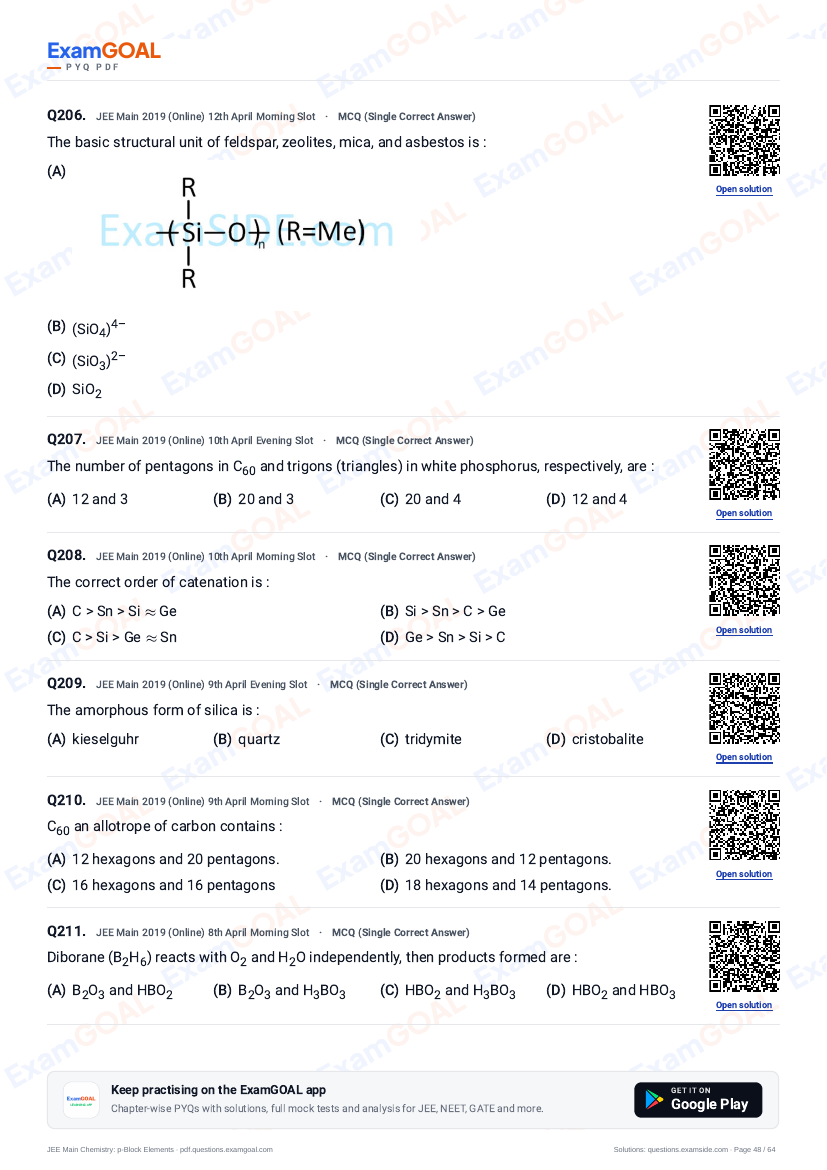 ExamGOAL
PYQ PDF
Q206. JEE Main 2019 (Online) 12th April Morning Slot · MCQ (Single Correct Answer)
The basic structural unit of feldspar, zeolites, mica, and asbestos is :
Open solution
(A)
R
ExamSIDE.com
(Si—O)n (R=Me)
R
(B) (SiO4)4−
(C) (SiO3)2−
(D) SiO2
Q207. JEE Main 2019 (Online) 10th April Evening Slot · MCQ (Single Correct Answer)
The number of pentagons in C60 and trigons (triangles) in white phosphorus, respectively, are :
(A) 12 and 3 (B) 20 and 3 (C) 20 and 4 (D) 12 and 4
Open solution
Q208. JEE Main 2019 (Online) 10th April Morning Slot · MCQ (Single Correct Answer)
The correct order of catenation is :
(A) C > Sn > Si ≈ Ge (B) Si > Sn > C > Ge
(C) C > Si > Ge ≈ Sn (D) Ge > Sn > Si > C
Open solution
Q209. JEE Main 2019 (Online) 9th April Evening Slot · MCQ (Single Correct Answer)
The amorphous form of silica is :
(A) kieselguhr (B) quartz (C) tridymite (D) cristobalite
Open solution
Q210. JEE Main 2019 (Online) 9th April Morning Slot · MCQ (Single Correct Answer)
C60 an allotrope of carbon contains :
(A) 12 hexagons and 20 pentagons. (B) 20 hexagons and 12 pentagons.
(C) 16 hexagons and 16 pentagons (D) 18 hexagons and 14 pentagons.
Open solution
Q211. JEE Main 2019 (Online) 8th April Morning Slot · MCQ (Single Correct Answer)
Diborane (B2H6) reacts with O2 and H2O independently, then products formed are :
(A) B2O3 and HBO2 (B) B2O3 and H3BO3 (C) HBO2 and H3BO3 (D) HBO2 and HBO3
Open solution
ExamGOAL
Keep practising on the ExamGOAL app
Chapter-wise PYQs with solutions, full mock tests and analysis for JEE, NEET, GATE and more.
GET IT ON
Google Play
JEE Main Chemistry: p-Block Elements · pdf.questions.examgoal.com
Solutions: questions.examside.com · Page 48 / 64